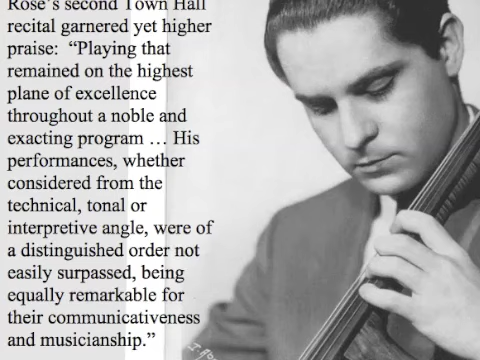 Rose's second Town Hall
recital garnered yet higher
praise:  “Playing that
remained on the highest
plane of excellence
throughout a noble and
exacting program … His
performances, whether
considered from the
technical, tonal or
interpretive angle, were of
a distinguished order not
easily surpassed, being
equally remarkable for
their communicativeness
and musicianship.”